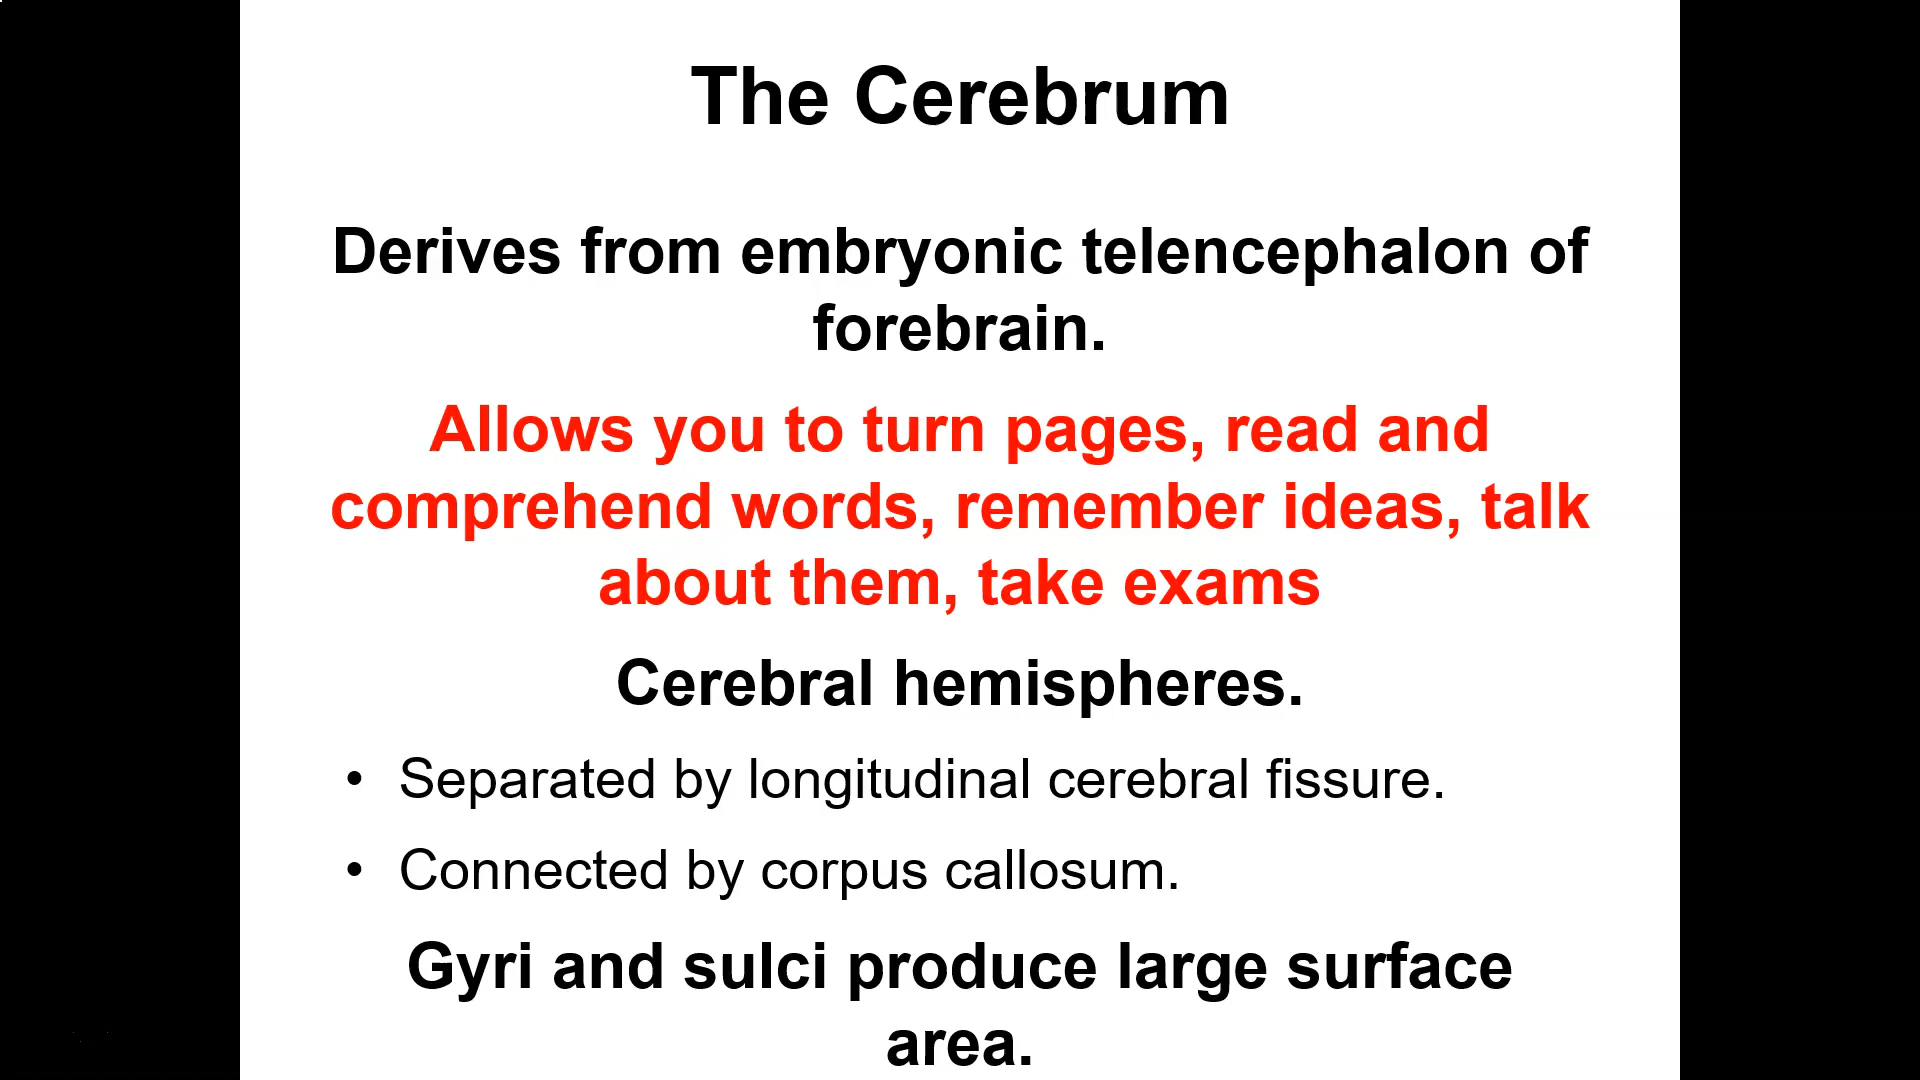 The Cerebrum
Derives from embryonic telencephalon of
forebrain.
Allows you to turn pages, read and
comprehend words, remember ideas, talk
about them, take exams
Cerebral hemispheres.
• Separated by longitudinal cerebral fissure.
• Connected by corpus callosum.
Gyri and sulci produce large surface
area.